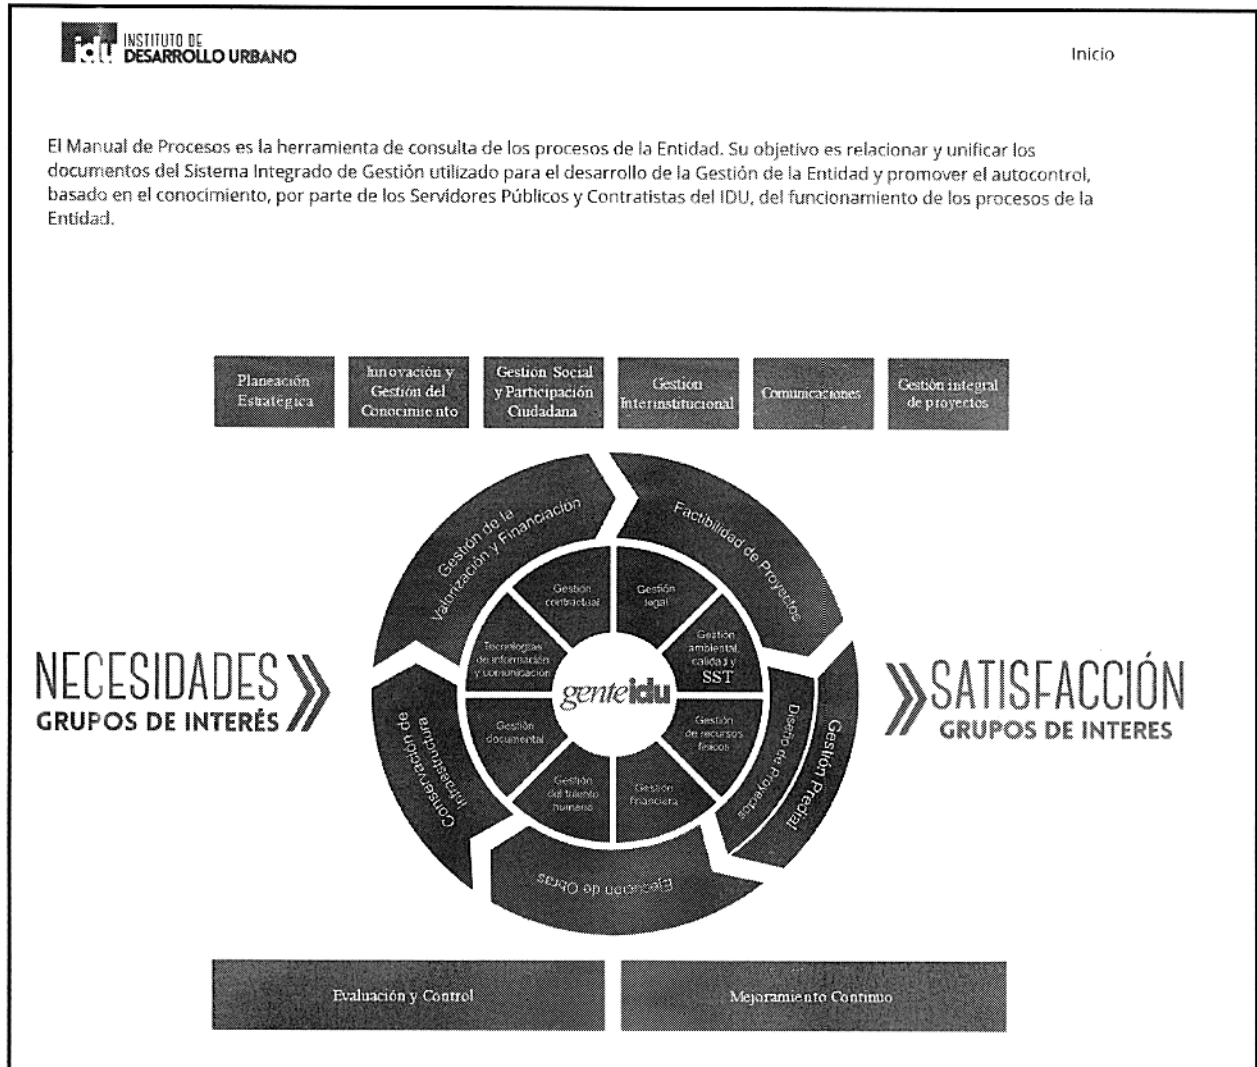 idu INSTITUTO DE
DESARROLLO URBANO
Inicio
El Manual de Procesos es la herramienta de consulta de los procesos de la Entidad. Su objetivo es relacionar y unificar los
documentos del Sistema Integrado de Gestión utilizado para el desarrollo de la Gestión de la Entidad y promover el autocontrol,
basado en el conocimiento, por parte de los Servidores Públicos y Contratistas del IDU, del funcionamiento de los procesos de la
Entidad.
Planeación
Estratégica
Innovación y
Gestión del
Conocimiento
Gestion Social
y Participación
Ciudadana
Gestion
Interinstitucional
Comunicaciones
Gestión integral
de proyectos
Gestión de la
Valorización y Financiación
Factibilidad de Proyectos
Gestión
contractual
Gestión
legal
Tecnologías
de información
y comunicación
Gestión
ambiental,
calidad y
SST
NECESIDADES
GRUPOS DE INTERÉS
genteidu
SATISFACCIÓN
GRUPOS DE INTERES
Gestión
documental
Gestión
de recursos
físicos
Gestión
del talento
humano
Gestión
financiera
Diseño de Proyectos
Gestión Predial
Conservación de
Infraestructura
Ejecución de Obras
Evaluación y Control
Mejoramiento Continuo